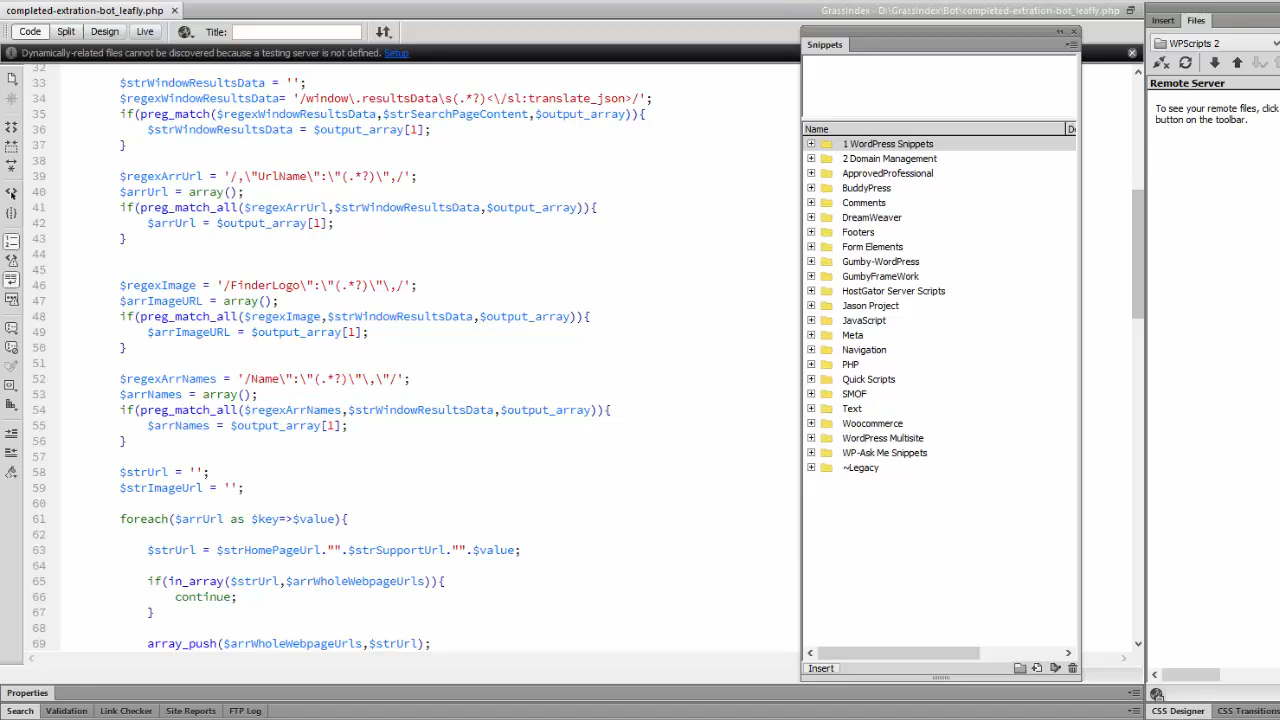 completed-extration-bot_leafly.php
GrassIndex - D:\GrassIndex\Bot\completed-extration-bot_leafly.php
Code Split Design Live Title:
Dynamically-related files cannot be discovered because a testing server is not defined. Setup
32
33 $strWindowResultsData = '';
34 $regexWindowResultsData= '/window\.resultsData\s(.*?)<\/sl:translate_json>/';
35 if(preg_match($regexWindowResultsData,$strSearchPageContent,$output_array)){
36 $strWindowResultsData = $output_array[1];
37 }
38
39 $regexArrUrl = '/,\"UrlName\":\"(.*?)\",/';
40 $arrUrl = array();
41 if(preg_match_all($regexArrUrl,$strWindowResultsData,$output_array)){
42 $arrUrl = $output_array[1];
43 }
44
45
46 $regexImage = '/FinderLogo\":\"(.*?)\"\,/';
47 $arrImageURL = array();
48 if(preg_match_all($regexImage,$strWindowResultsData,$output_array)){
49 $arrImageURL = $output_array[1];
50 }
51
52 $regexArrNames = '/Name\":\"(.*?)\"\,\"/';
53 $arrNames = array();
54 if(preg_match_all($regexArrNames,$strWindowResultsData,$output_array)){
55 $arrNames = $output_array[1];
56 }
57
58 $strUrl = '';
59 $strImageUrl = '';
60
61 foreach($arrUrl as $key=>$value){
62
63 $strUrl = $strHomePageUrl."".$strSupportUrl."".$value;
64
65 if(in_array($strUrl,$arrWholeWebpageUrls)){
66 continue;
67 }
68
69 array_push($arrWholeWebpageUrls,$strUrl);
Snippets
Name
1 WordPress Snippets
2 Domain Management
ApprovedProfessional
BuddyPress
Comments
DreamWeaver
Footers
Form Elements
Gumby-WordPress
GumbyFrameWork
HostGator Server Scripts
Jason Project
JavaScript
Meta
Navigation
PHP
Quick Scripts
SMOF
Text
Woocommerce
WordPress Multisite
WP-Ask Me Snippets
~Legacy
Insert
Insert Files
WPScripts 2
Remote Server
To see your remote files, click
button on the toolbar.
Properties
Search Validation Link Checker Site Reports FTP Log
CSS Designer CSS Transitions